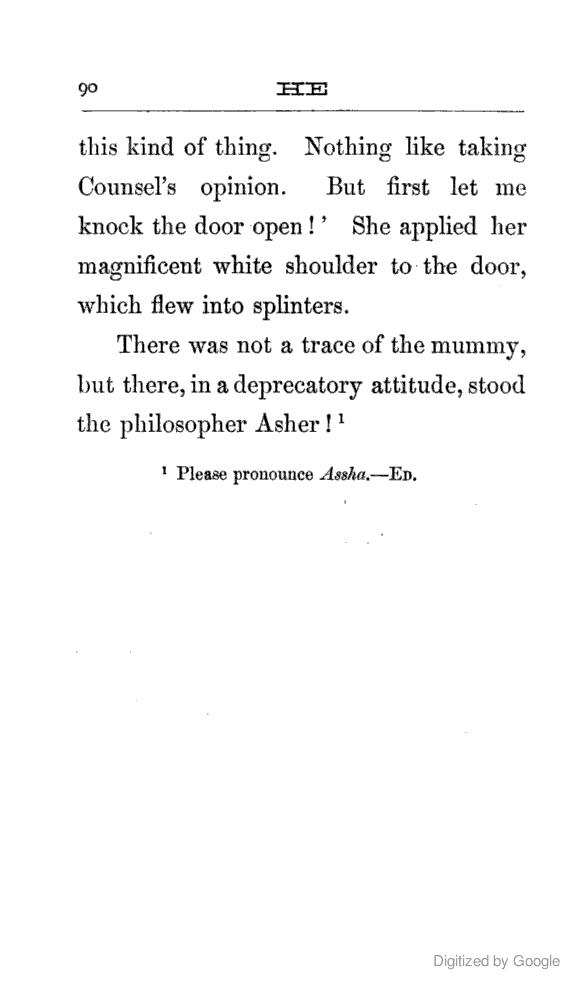 90 HE
this kind of thing. Nothing like taking
Counsel's opinion. But first let me
knock the door open!' She applied her
magnificent white shoulder to the door,
which flew into splinters.
There was not a trace of the mummy,
but there, in a deprecatory attitude, stood
the philosopher Asher!¹
¹ Please pronounce Assha.—ED.
Digitized by Google